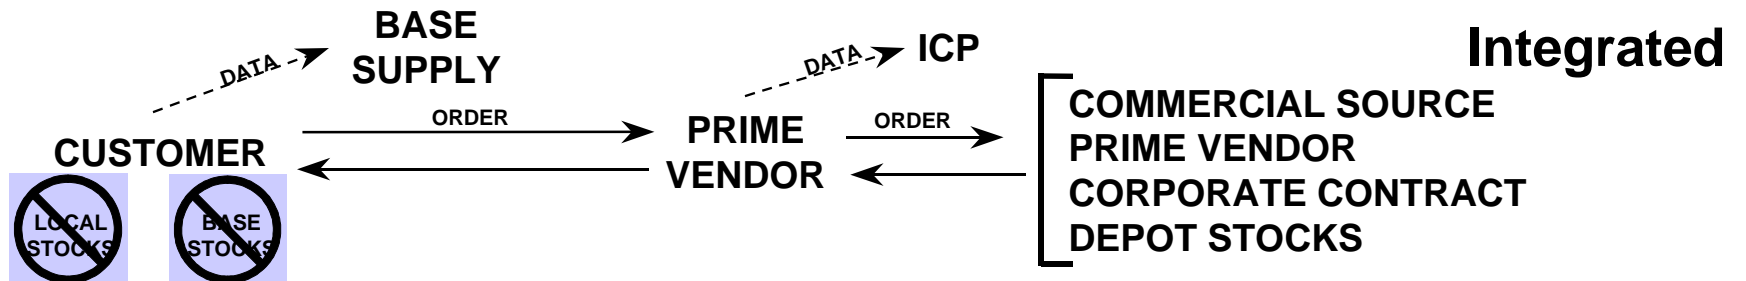 BASE
SUPPLY
DATA
CUSTOMER
LOCAL
STOCKS
BASE
STOCKS
ORDER
PRIME
VENDOR
DATA
ICP
ORDER
Integrated
COMMERCIAL SOURCE
PRIME VENDOR
CORPORATE CONTRACT
DEPOT STOCKS